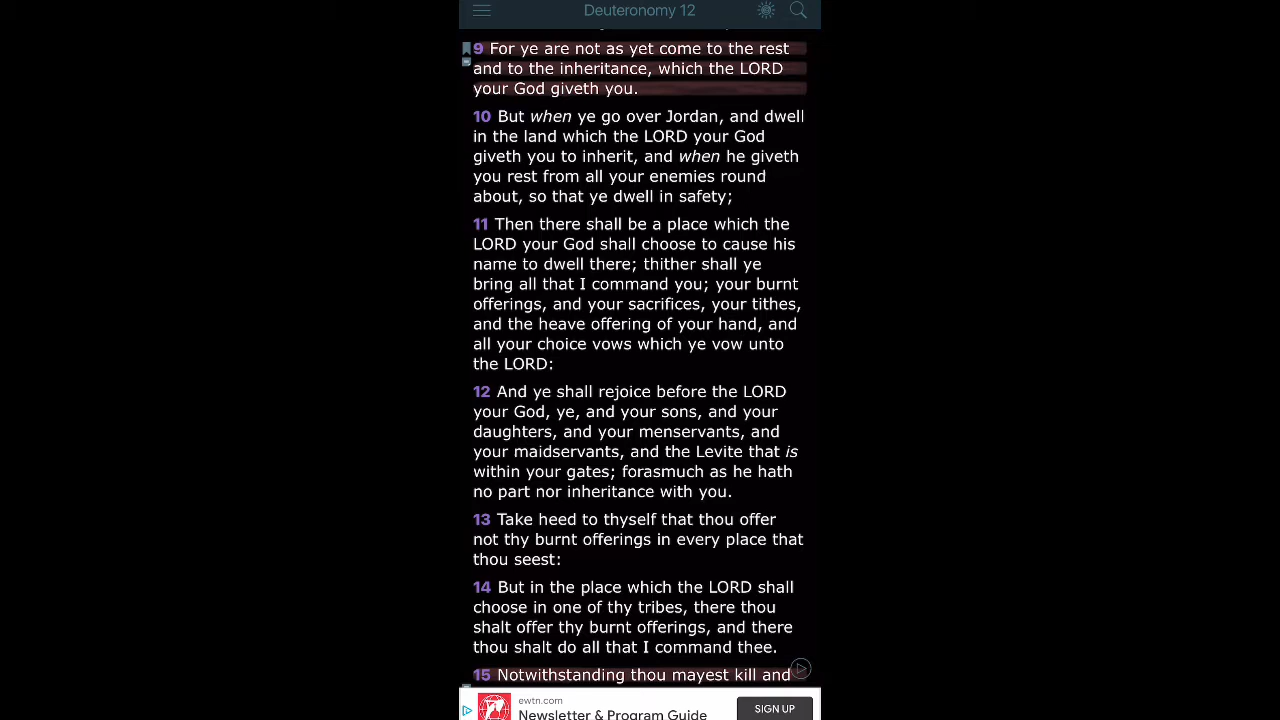 Deuteronomy 12
9 For ye are not as yet come to the rest
and to the inheritance, which the LORD
your God giveth you.
10 But when ye go over Jordan, and dwell
in the land which the LORD your God
giveth you to inherit, and when he giveth
you rest from all your enemies round
about, so that ye dwell in safety;
11 Then there shall be a place which the
LORD your God shall choose to cause his
name to dwell there; thither shall ye
bring all that I command you; your burnt
offerings, and your sacrifices, your tithes,
and the heave offering of your hand, and
all your choice vows which ye vow unto
the LORD:
12 And ye shall rejoice before the LORD
your God, ye, and your sons, and your
daughters, and your menservants, and
your maidservants, and the Levite that is
within your gates; forasmuch as he hath
no part nor inheritance with you.
13 Take heed to thyself that thou offer
not thy burnt offerings in every place that
thou seest:
14 But in the place which the LORD shall
choose in one of thy tribes, there thou
shalt offer thy burnt offerings, and there
thou shalt do all that I command thee.
15 Notwithstanding thou mayest kill and
ewtn.com
Newsletter & Program Guide
SIGN UP